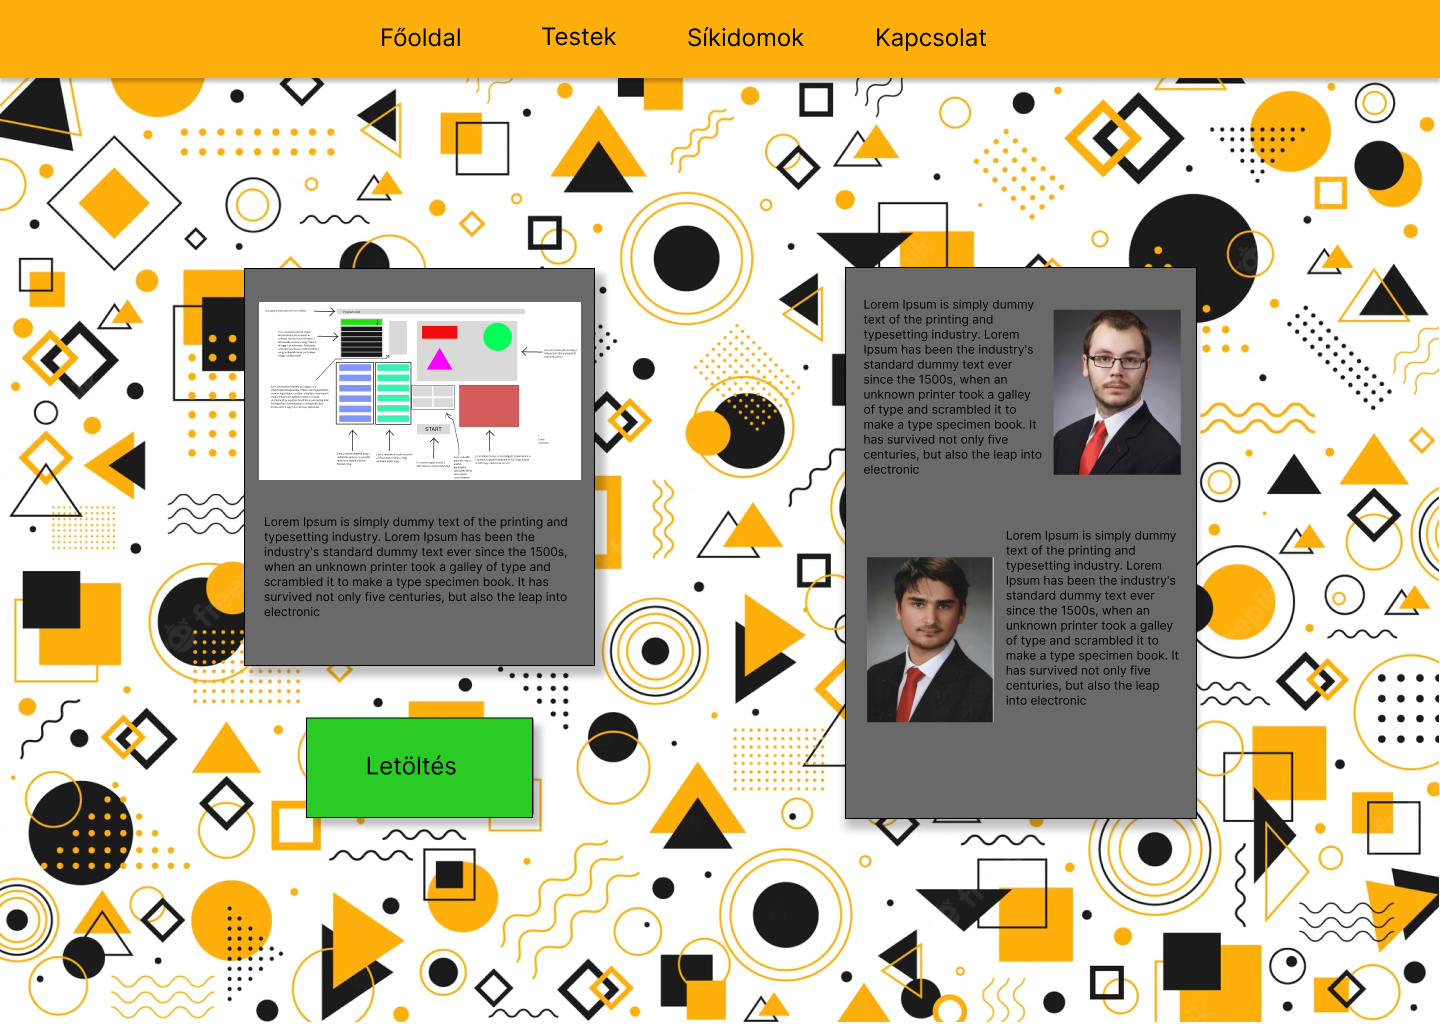 Főoldal
Testek
Síkidomok
Kapcsolat
START
Lorem Ipsum is simply dummy text of the printing and
typesetting industry. Lorem Ipsum has been the
industry's standard dummy text ever since the 1500s,
when an unknown printer took a galley of type and
scrambled it to make a type specimen book. It has
survived not only five centuries, but also the leap into
electronic
Letöltés
Lorem Ipsum is simply dummy
text of the printing and
typesetting industry. Lorem
Ipsum has been the industry's
standard dummy text ever
since the 1500s, when an
unknown printer took a galley
of type and scrambled it to
make a type specimen book. It
has survived not only five
centuries, but also the leap into
electronic
Lorem Ipsum is simply dummy
text of the printing and
typesetting industry. Lorem
Ipsum has been the industry's
standard dummy text ever
since the 1500s, when an
unknown printer took a galley
of type and scrambled it to
make a type specimen book. It
has survived not only five
centuries, but also the leap
into electronic